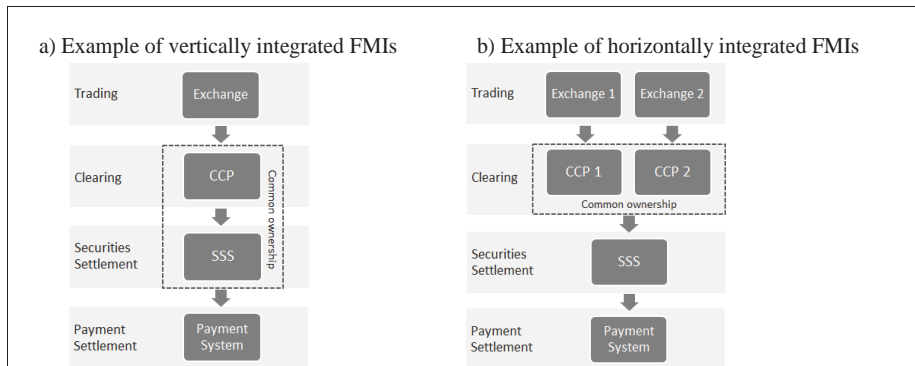 a) Example of vertically integrated FMIs
Trading
Exchange
Clearing
CCP
Common ownership
Securities
Settlement
SSS
Payment
Settlement
Payment
System
b) Example of horizontally integrated FMIs
Trading
Exchange 1
Exchange 2
Clearing
CCP 1
CCP 2
Common ownership
Securities
Settlement
SSS
Payment
Settlement
Payment
System